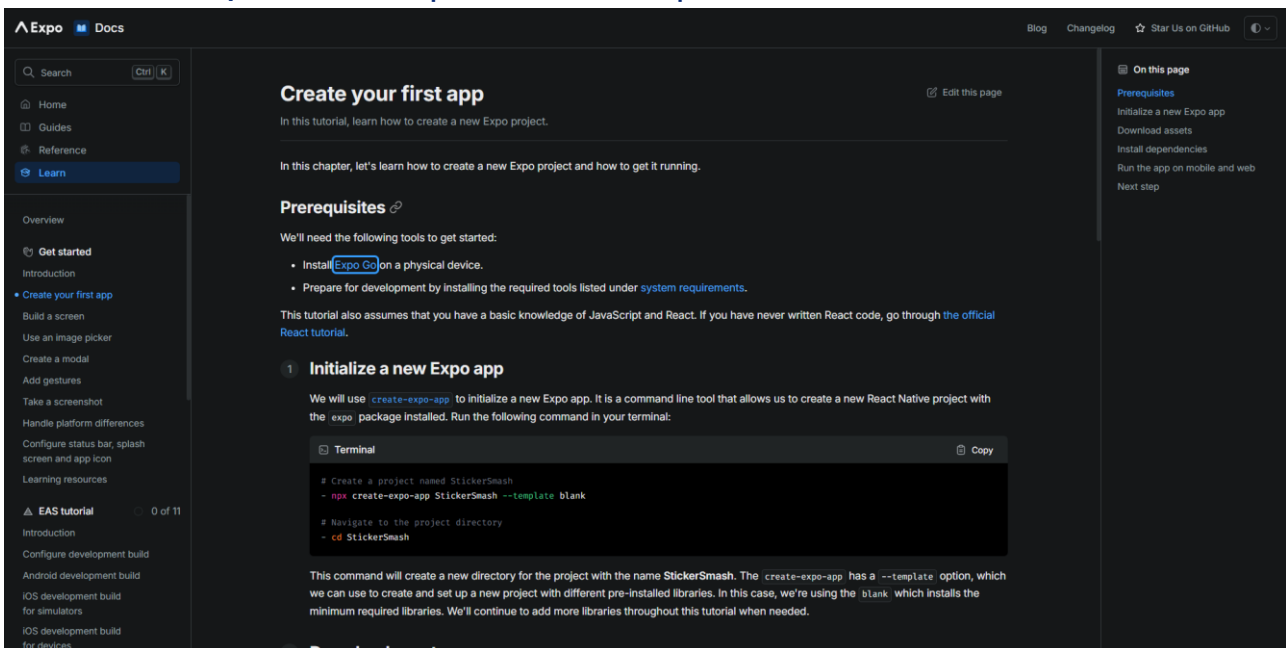 Expo Docs
Blog Changelog Star Us on GitHub
Search Ctrl K
Home
Guides
Reference
Learn
Overview
Get started
Introduction
Create your first app
Build a screen
Use an image picker
Create a modal
Add gestures
Take a screenshot
Handle platform differences
Configure status bar, splash
screen and app icon
Learning resources
EAS tutorial 0 of 11
Introduction
Configure development build
Android development build
iOS development build
for simulators
iOS development build
for devices
Create your first app
Edit this page
In this tutorial, learn how to create a new Expo project.
In this chapter, let's learn how to create a new Expo project and how to get it running.
Prerequisites
We'll need the following tools to get started:
• Install Expo Go on a physical device.
• Prepare for development by installing the required tools listed under system requirements.
This tutorial also assumes that you have a basic knowledge of JavaScript and React. If you have never written React code, go through the official
React tutorial.
1 Initialize a new Expo app
We will use create-expo-app to initialize a new Expo app. It is a command line tool that allows us to create a new React Native project with
the expo package installed. Run the following command in your terminal:
Terminal Copy
# Create a project named StickerSmash
- npx create-expo-app StickerSmash --template blank
# Navigate to the project directory
- cd StickerSmash
This command will create a new directory for the project with the name StickerSmash. The create-expo-app has a --template option, which
we can use to create and set up a new project with different pre-installed libraries. In this case, we're using the blank which installs the
minimum required libraries. We'll continue to add more libraries throughout this tutorial when needed.
On this page
Prerequisites
Initialize a new Expo app
Download assets
Install dependencies
Run the app on mobile and web
Next step